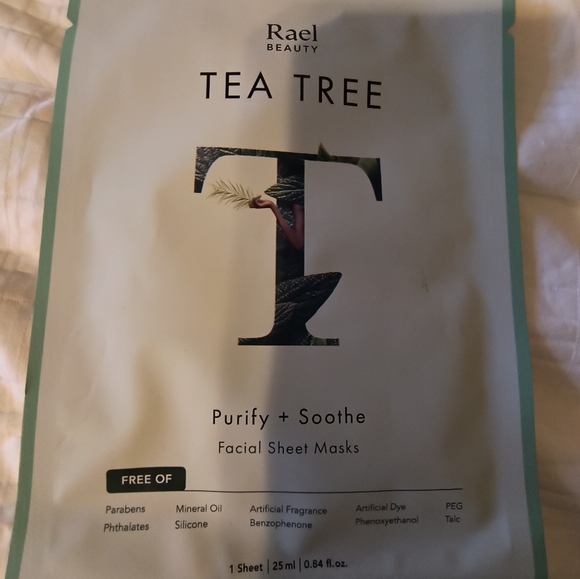 Rael
BEAUTY
TEA TREE
T
Purify + Soothe
Facial Sheet Masks
FREE OF
Parabens Mineral Oil Artificial Fragrance Artificial Dye PEG
Phthalates Silicone Benzophenone Phenoxyethanol Talc
1 Sheet | 25 ml | 0.84 fl.oz.